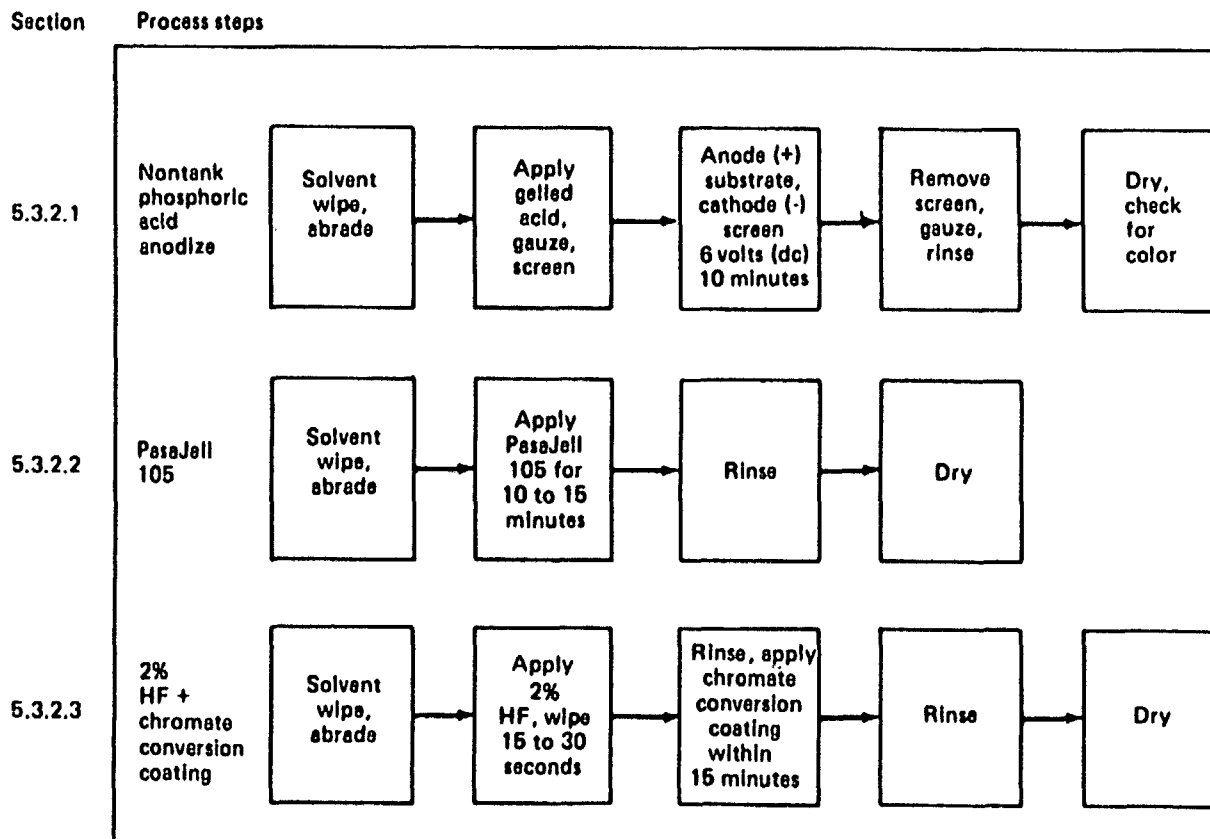 Section Process steps
5.3.2.1
Nontank
phosphoric
acid
anodize
Solvent
wipe,
abrade
Apply
gelled
acid,
gauze,
screen
Anode (+)
substrate,
cathode (-)
screen
6 volts (dc)
10 minutes
Remove
screen,
gauze,
rinse
Dry,
check
for
color
5.3.2.2
PasaJell
105
Solvent
wipe,
abrade
Apply
PasaJell
105 for
10 to 15
minutes
Rinse
Dry
5.3.2.3
2%
HF +
chromate
conversion
coating
Solvent
wipe,
abrade
Apply
2%
HF, wipe
15 to 30
seconds
Rinse, apply
chromate
conversion
coating
within
15 minutes
Rinse
Dry